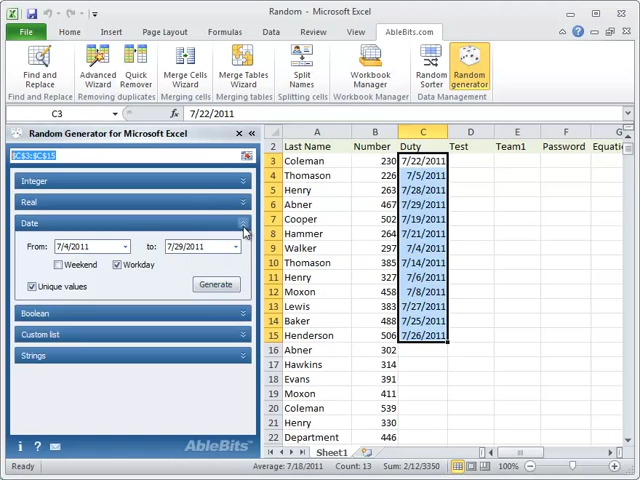 Random - Microsoft Excel
File Home Insert Page Layout Formulas Data Review View AbleBits.com
Find and Replace
Advanced Wizard
Quick Remover
Merge Cells Wizard
Merge Tables Wizard
Split Names
Workbook Manager
Random Sorter
Random generator
Find and Replace Removing duplicates Merging cells Merging tables Splitting cells Workbook Manager Data Management
C3 fx 7/22/2011
Random Generator for Microsoft Excel
$C$3:$C$15
Integer
Real
Date
From: 7/4/2011 to: 7/29/2011
Weekend Workday
Unique values Generate
Boolean
Custom list
Strings
AbleBits
A B C D E F G
2 Last Name Number Duty Test Team1 Password Equatio
3 Coleman 230 7/22/2011
4 Thomason 226 7/5/2011
5 Henry 263 7/28/2011
6 Abner 467 7/29/2011
7 Cooper 502 7/19/2011
8 Hammer 264 7/21/2011
9 Walker 297 7/4/2011
10 Thomason 385 7/14/2011
11 Henry 327 7/6/2011
12 Moxon 458 7/8/2011
13 Lewis 383 7/27/2011
14 Baker 488 7/25/2011
15 Henderson 506 7/26/2011
16 Abner 302
17 Hawkins 314
18 Evans 391
19 Moxon 411
20 Coleman 539
21 Henry 330
22 Department 446
Sheet1
Ready Average: 7/18/2011 Count: 13 Sum: 2/12/3350 100%